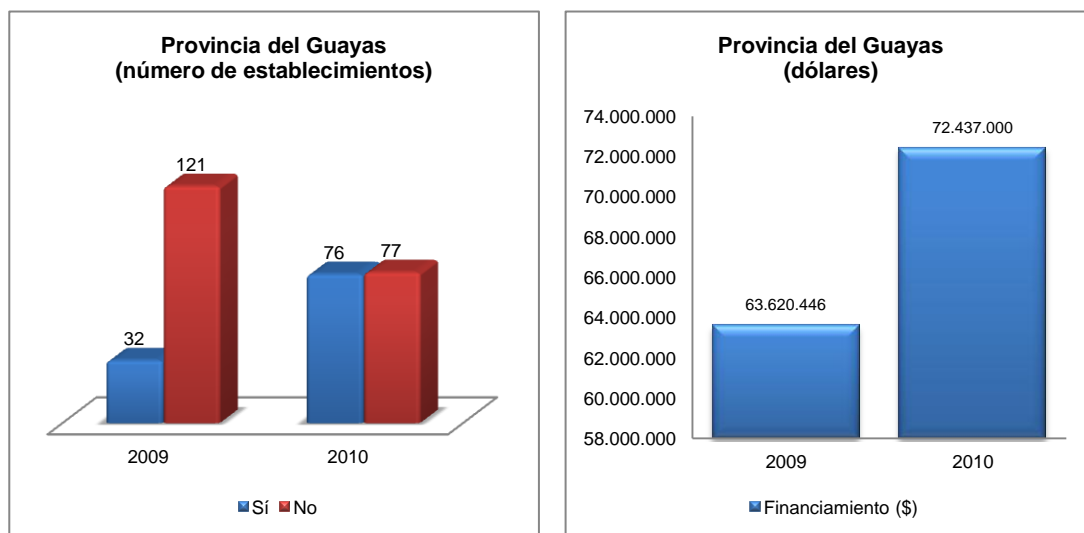 Provincia del Guayas
(número de establecimientos)
121
76
77
32
2009
2010
Sí
No
Provincia del Guayas
(dólares)
74.000.000
72.000.000
70.000.000
68.000.000
66.000.000
64.000.000
62.000.000
60.000.000
58.000.000
72.437.000
63.620.446
2009
2010
Financiamiento ($)